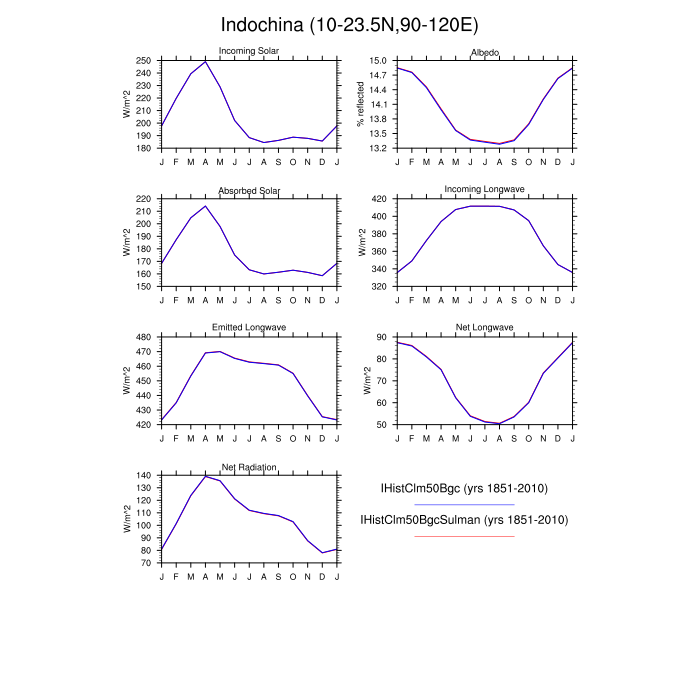 Indochina (10-23.5N,90-120E)
Incoming Solar
W/m^2
250
240
230
220
210
200
190
180
J F M A M J J A S O N D J
Albedo
% reflected
15.0
14.7
14.4
14.1
13.8
13.5
13.2
J F M A M J J A S O N D J
Absorbed Solar
W/m^2
220
210
200
190
180
170
160
150
J F M A M J J A S O N D J
Incoming Longwave
W/m^2
420
400
380
360
340
320
J F M A M J J A S O N D J
Emitted Longwave
W/m^2
480
470
460
450
440
430
420
J F M A M J J A S O N D J
Net Longwave
W/m^2
90
80
70
60
50
J F M A M J J A S O N D J
Net Radiation
W/m^2
140
130
120
110
100
90
80
70
J F M A M J J A S O N D J
IHistClm50Bgc (yrs 1851-2010)
IHistClm50BgcSulman (yrs 1851-2010)